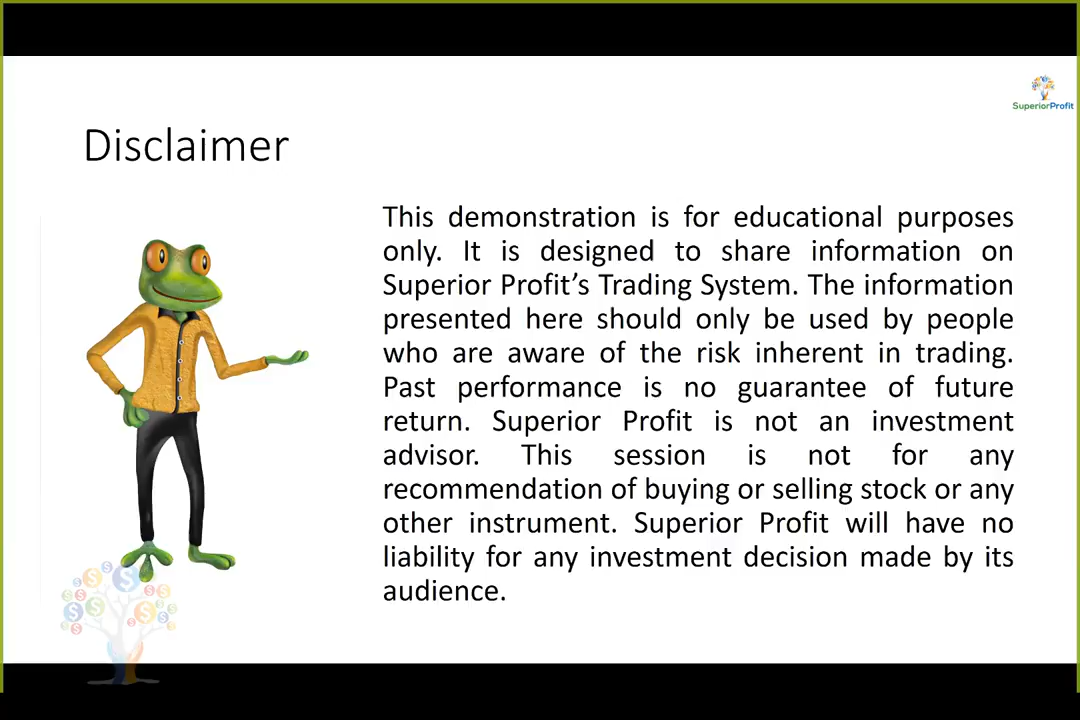 SuperiorProfit
Disclaimer
This demonstration is for educational purposes
only. It is designed to share information on
Superior Profit’s Trading System. The information
presented here should only be used by people
who are aware of the risk inherent in trading.
Past performance is no guarantee of future
return. Superior Profit is not an investment
advisor. This session is not for any
recommendation of buying or selling stock or any
other instrument. Superior Profit will have no
liability for any investment decision made by its
audience.